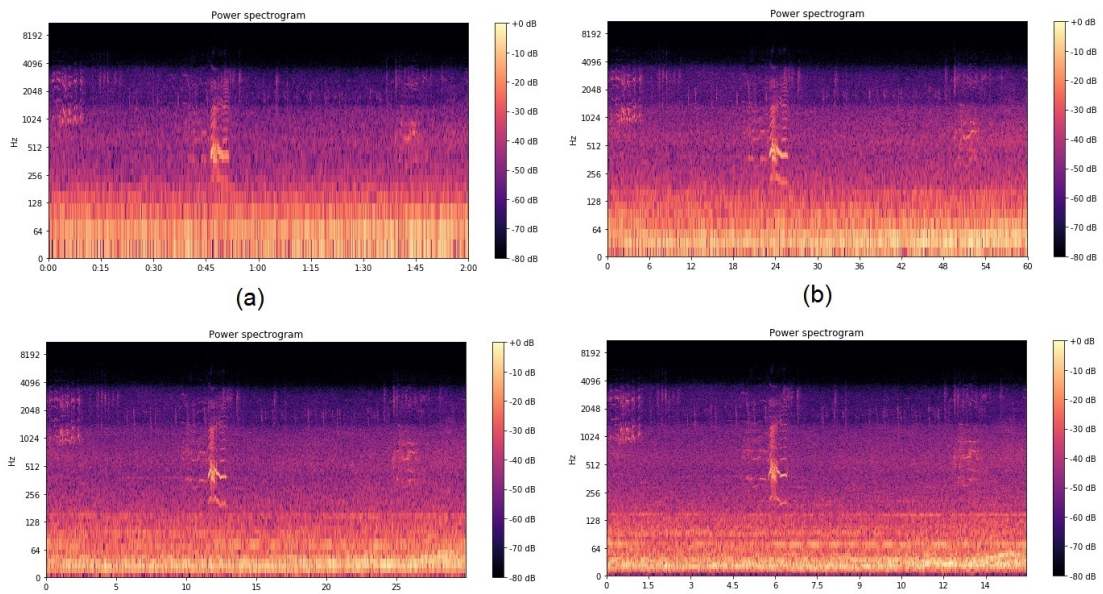 Power spectrogram
8192
4096
2048
1024
512
256
128
64
0
Hz
0:00 0:15 0:30 0:45 1:00 1:15 1:30 1:45 2:00
+0 dB
-10 dB
-20 dB
-30 dB
-40 dB
-50 dB
-60 dB
-70 dB
-80 dB
(a)
Power spectrogram
8192
4096
2048
1024
512
256
128
64
0
Hz
0 6 12 18 24 30 36 42 48 54 60
+0 dB
-10 dB
-20 dB
-30 dB
-40 dB
-50 dB
-60 dB
-70 dB
-80 dB
(b)
Power spectrogram
8192
4096
2048
1024
512
256
128
64
0
Hz
0 5 10 15 20 25
+0 dB
-10 dB
-20 dB
-30 dB
-40 dB
-50 dB
-60 dB
-70 dB
-80 dB
Power spectrogram
8192
4096
2048
1024
512
256
128
64
0
Hz
0 1.5 3 4.5 6 7.5 9 10 12 14
+0 dB
-10 dB
-20 dB
-30 dB
-40 dB
-50 dB
-60 dB
-70 dB
-80 dB